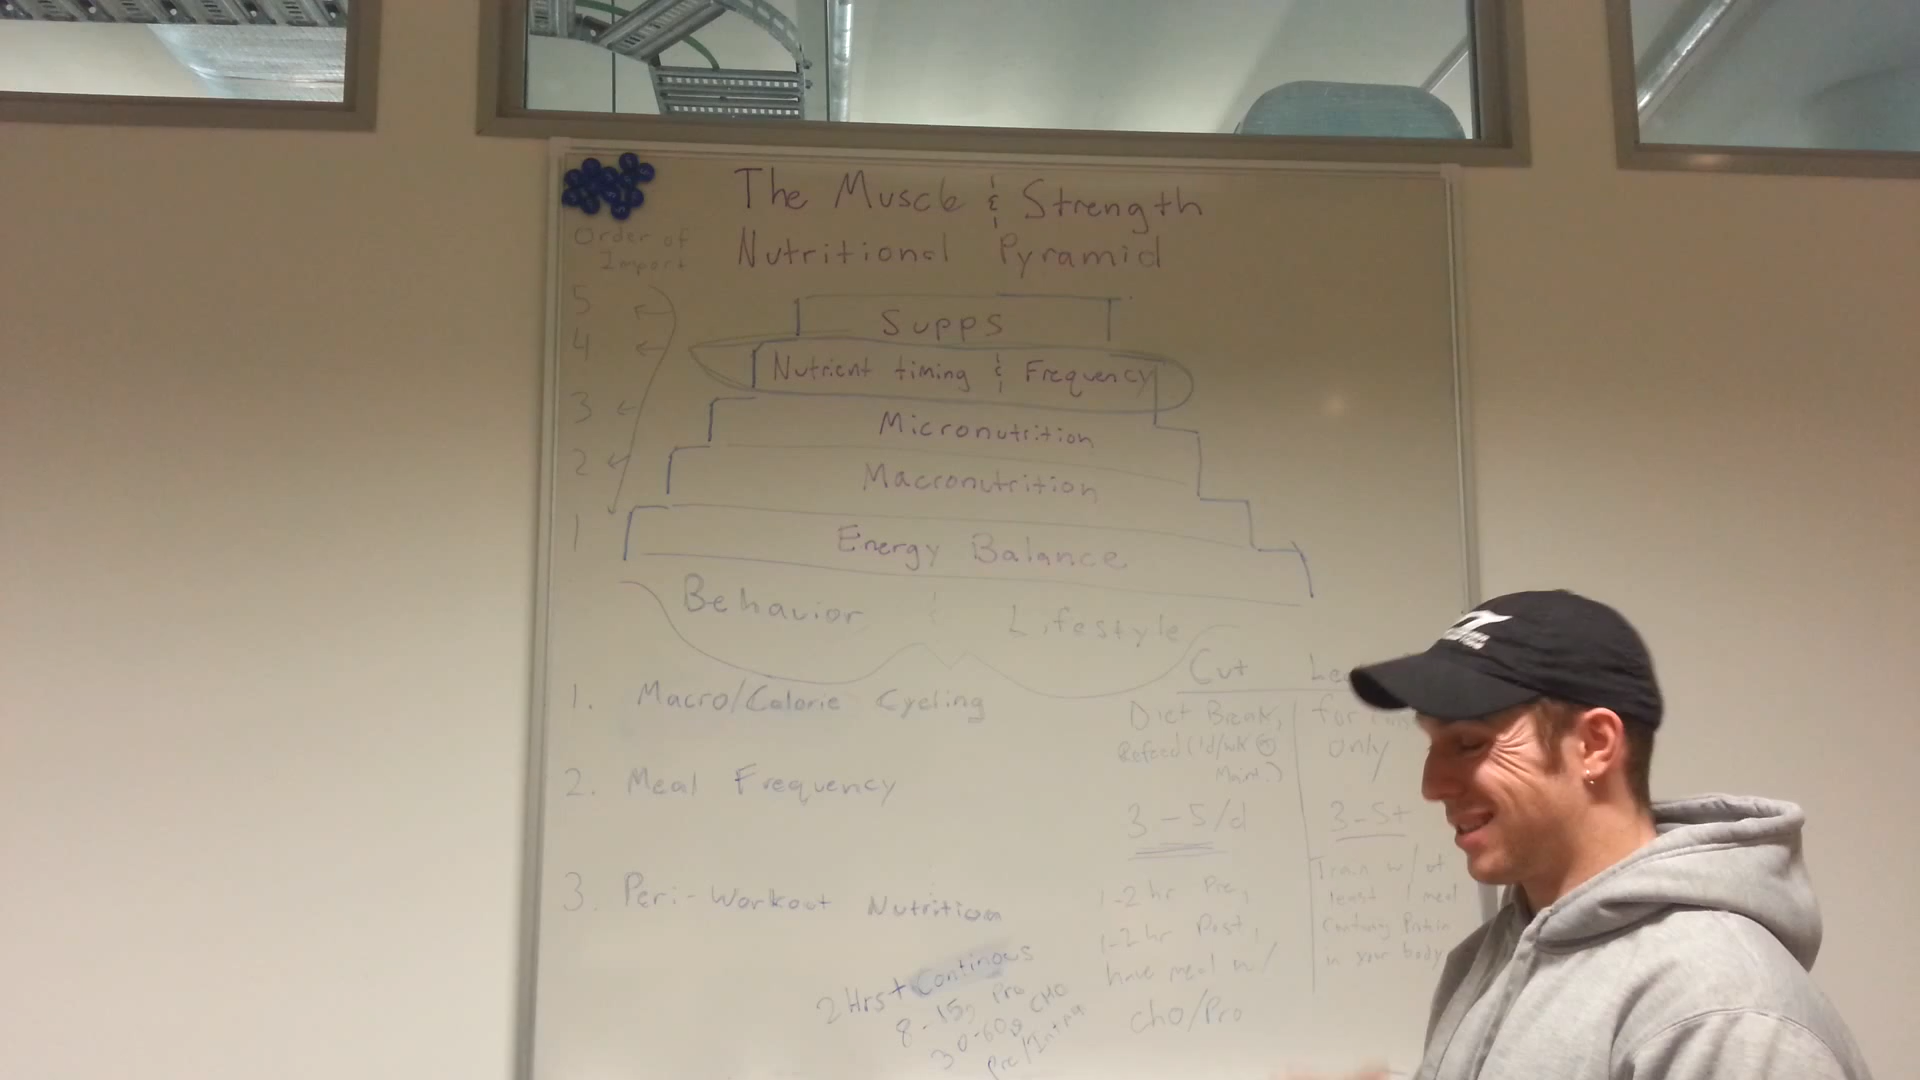 The Muscle & Strength
Nutritional Pyramid
Order of
Import
5
4
3
2
1
Supps
Nutrient timing & Frequency
Micronutrition
Macronutrition
Energy Balance
Behavior & Lifestyle
Cut
1. Macro/Calorie Cycling
Diet Break,
Refeed (1d/wk @
Maint.)
for
only
2. Meal Frequency
3-5/d
3-5+
3. Peri-Workout Nutrition
1-2 hr Pre,
1-2 hr Post,
have meal w/
cho/Pro
Train w/ at
least 1 meal
Containing Protein
in your body
2 Hrs+ Continous
8-15g Pro
30-60g CHO
Pre/Intra